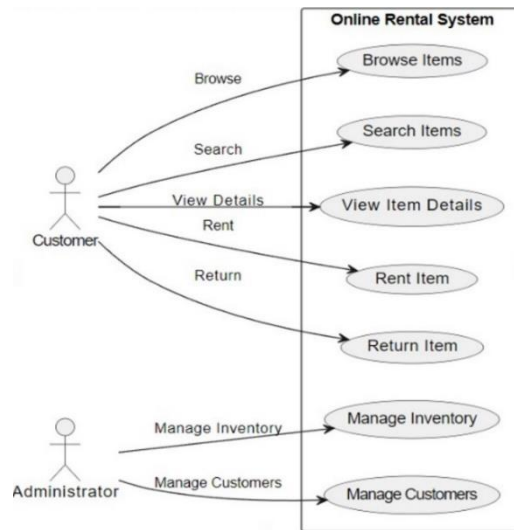 Online Rental System
Browse
Browse Items
Search
Search Items
View Details
View Item Details
Rent
Rent Item
Customer
Return
Return Item
Manage Inventory
Manage Inventory
Administrator
Manage Customers
Manage Customers